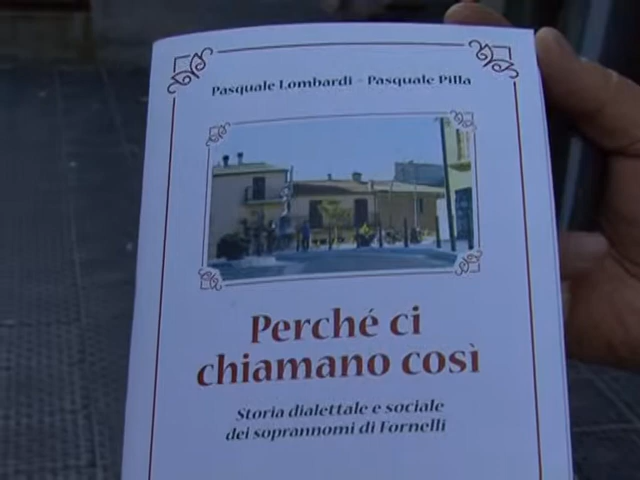 Pasquale Lombardi - Pasquale Pilla
Perché ci
chiamano così
Storia dialettale e sociale
dei soprannomi di Fornelli